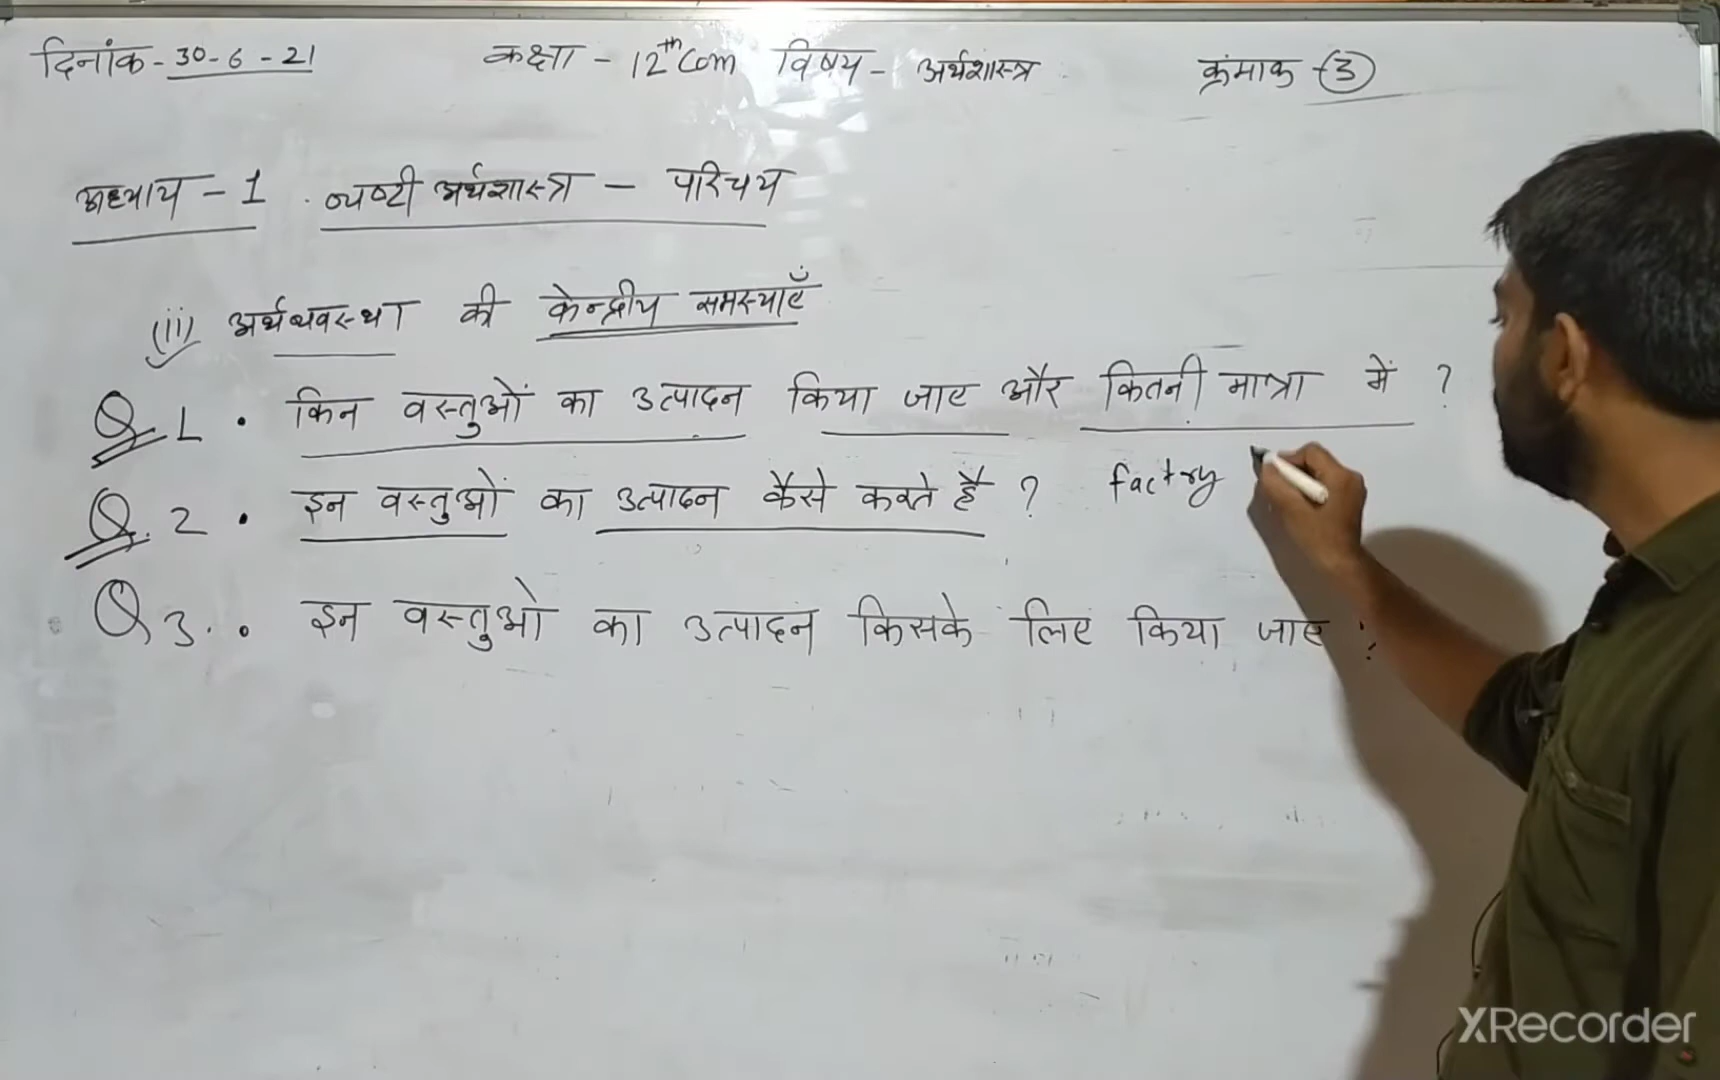 दिनांक - 30-6-21 कक्षा - 12th Com विषय - अर्थशास्त्र क्रंमाक - 3
अध्याय - 1 व्यष्टी अर्थशास्त्र - परिचय
(ii) अर्थव्यवस्था की केन्द्रीय समस्याएँ
Q 1 . किन वस्तुओं का उत्पादन किया जाए और कितनी मात्रा में ?
Q. 2 . इन वस्तुओं का उत्पादन कैसे करते है ? factry
Q 3. . इन वस्तुओ का उत्पादन किसके लिए किया जाए ?
XRecorder